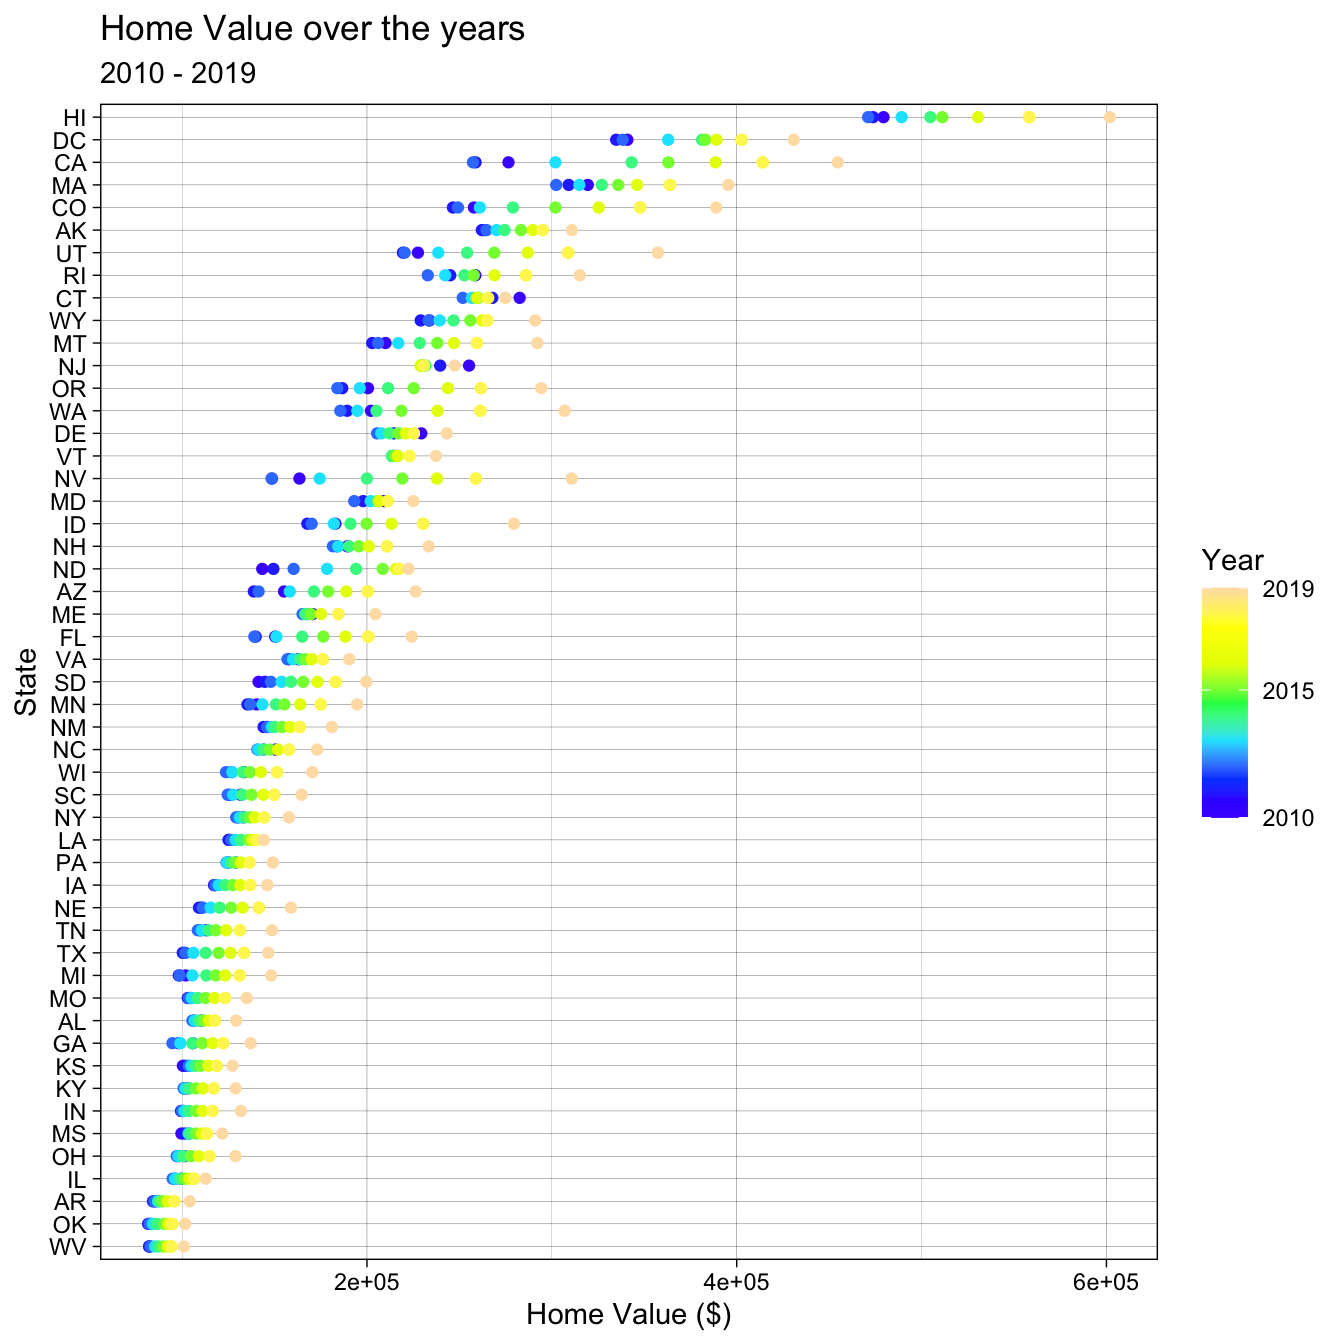 Home Value over the years
2010 - 2019
HI
DC
CA
MA
CO
AK
UT
RI
CT
WY
MT
NJ
OR
WA
DE
VT
NV
MD
ID
NH
ND
AZ
ME
FL
VA
SD
MN
NM
NC
WI
SC
NY
LA
PA
IA
NE
TN
TX
MI
MO
AL
GA
KS
KY
IN
MS
OH
IL
AR
OK
WV
State
2e+05 4e+05 6e+05
Home Value ($)
Year
2019
2015
2010